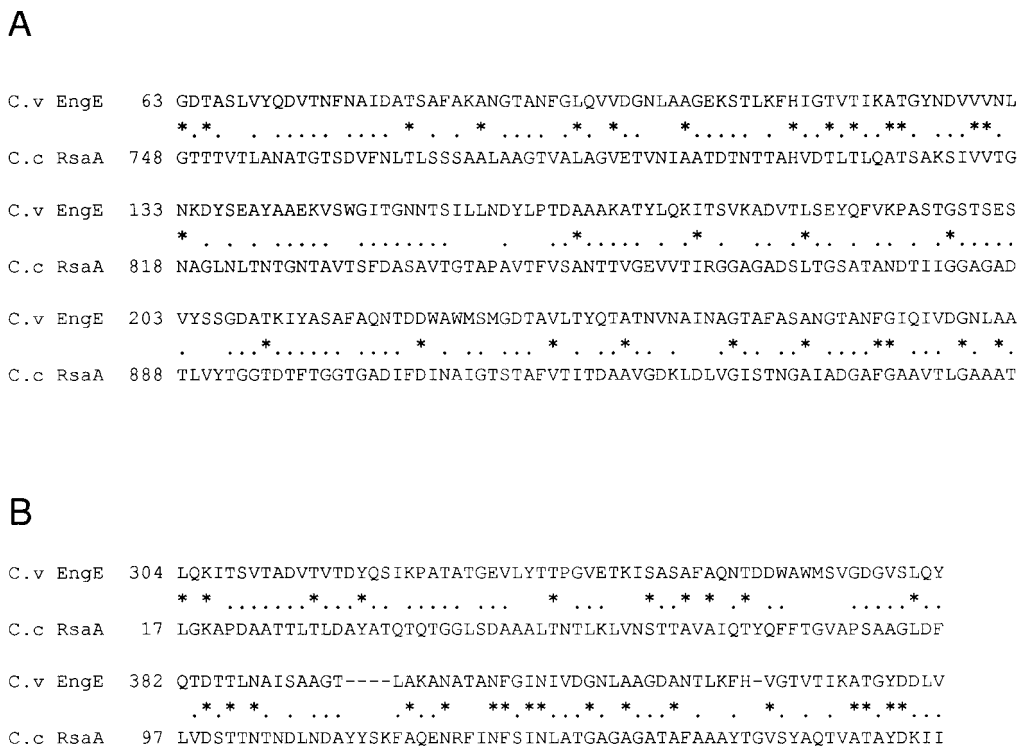 A
C.v EngE 63 GDTASLVYQDVTNFNAIDATSAFAKANGTANFGLQVVDGNLAAGEKSTLKFHIGTVTIKATGYNDVVVNL
*.*. . . ...... * . . * .... . * .* ..... *....... .* .*.*. **. ....**.
C.c RsaA 748 GTTTVTLANATGTSDVFNLTLSSSAALAAGTVALAGVETVNIAATDTNTTAHVDTLTLQATSAKSIVVTG
C.v EngE 133 NKDYSEAYAAEKVSWGITGNNTSILLNDYLPTDAAAKATYLQKITSVKADVTLSEYQFVKPASTGSTSES
* . . . . ... ........ . ..*... .. . *. .. . . .*. .. .... *.....
C.c RsaA 818 NAGLNLTNTGNTAVTSFDASAVTGTAPAVTFVSANTTVGEVVTIRGGAGADSLTGSATANDTIIGGAGAD
C.v EngE 203 VYSSGDATKIYASAFAQNTDDWAWMSMGDTAVLTYQTATNVNAINAGTAFASANGTANFGIQIVDGNLAA
. ...* .. .... ....* .. ... . * ... .*. . . .. * .. ..*.... **.... . * .*.
C.c RsaA 888 TLVYTGGTDTFTGGTGADIFDINAIGTSTAFVTITDAAVGDKLDLVGISTNGAIADGAFGAAVTLGAAAT
B
C.v EngE 304 LQKITSVTADVTVTDYQSIKPATATGEVLYTTPGVETKISASAFAQNTDDWAWMSVGDGVSLQY
* * .......*.. .*........... .. *.. .. . .*. .* *. .*.. .....*..
C.c RsaA 17 LGKAPDAATTLTLDAYATQTQTGGLSDAAALTNTLKLVNSTTAVAIQTYQFFTGVAPSAAGLDF
C.v EngE 382 QTDTTLNAISAAGT----LAKANATANFGINIVDGNLAAGDANTLKFH-VGTVTIKATGYDDLV
.* * *. . .... ..* .*. . .**.**. . .*. .* . .*. .... . * .... .**.**...
C.c RsaA 97 LVDSTTNTNDLNDAYYSKFAQENRFINFSINLATGAGAGATAFAAAYTGVSYAQTVATAYDKII